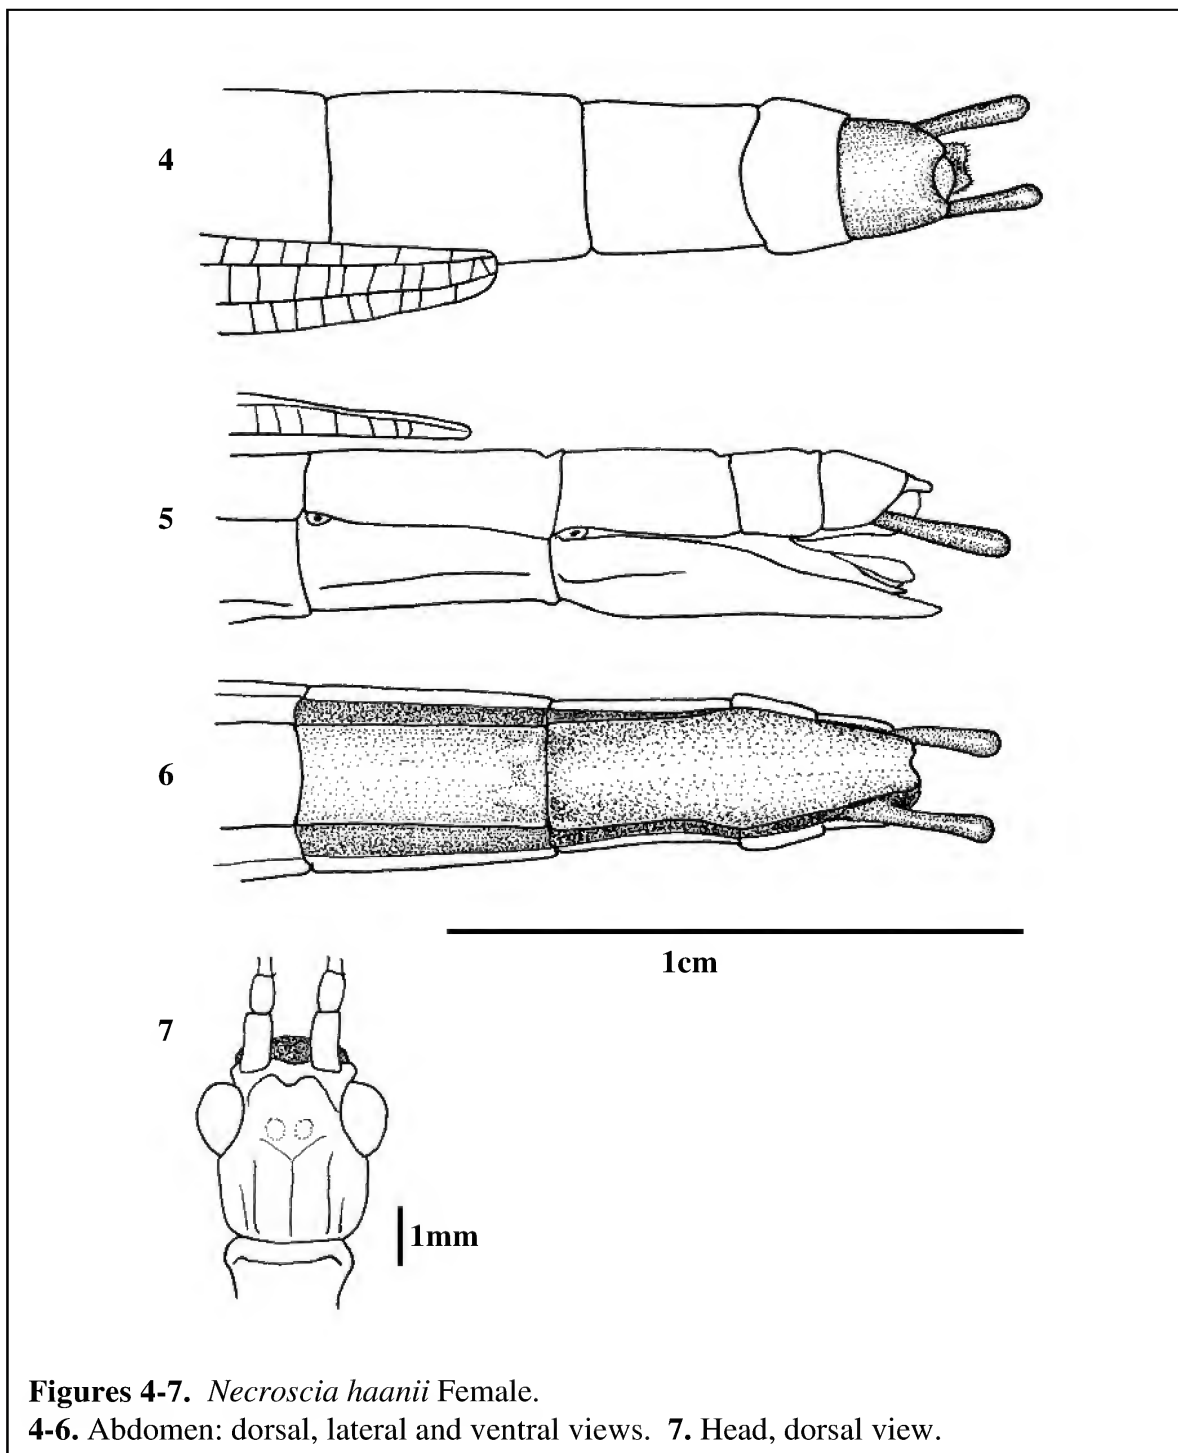 4
5
6
1cm
7
1mm
Figures 4-7. Necroscia haanii Female.
4-6. Abdomen: dorsal, lateral and ventral views. 7. Head, dorsal view.